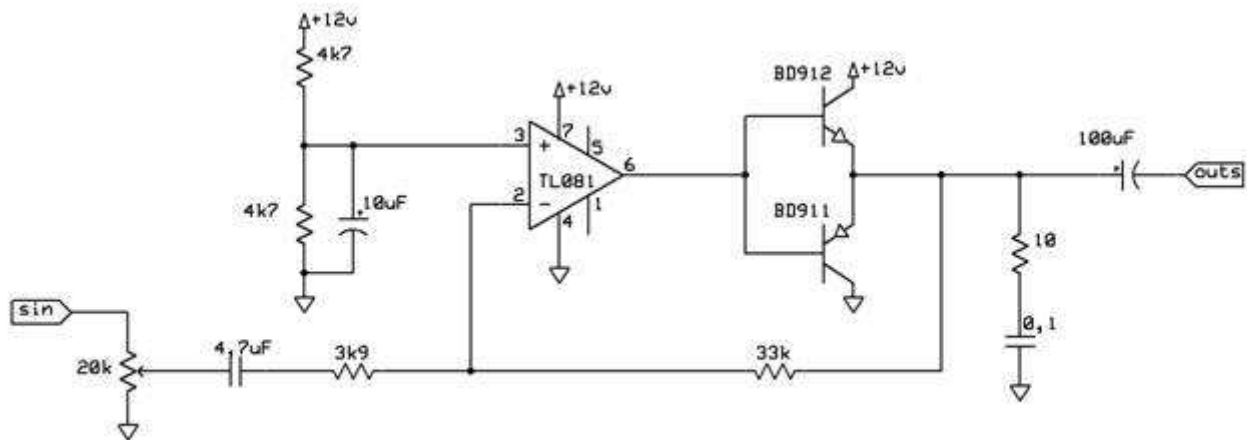 +12v
4k7
BD912
+12v
+12v
7
3
+
5
100uF
6
outs
TL081
2
-
1
4k7
10uF
4
BD911
10
sin
0,1
4,7uF
3k9
33k
20k